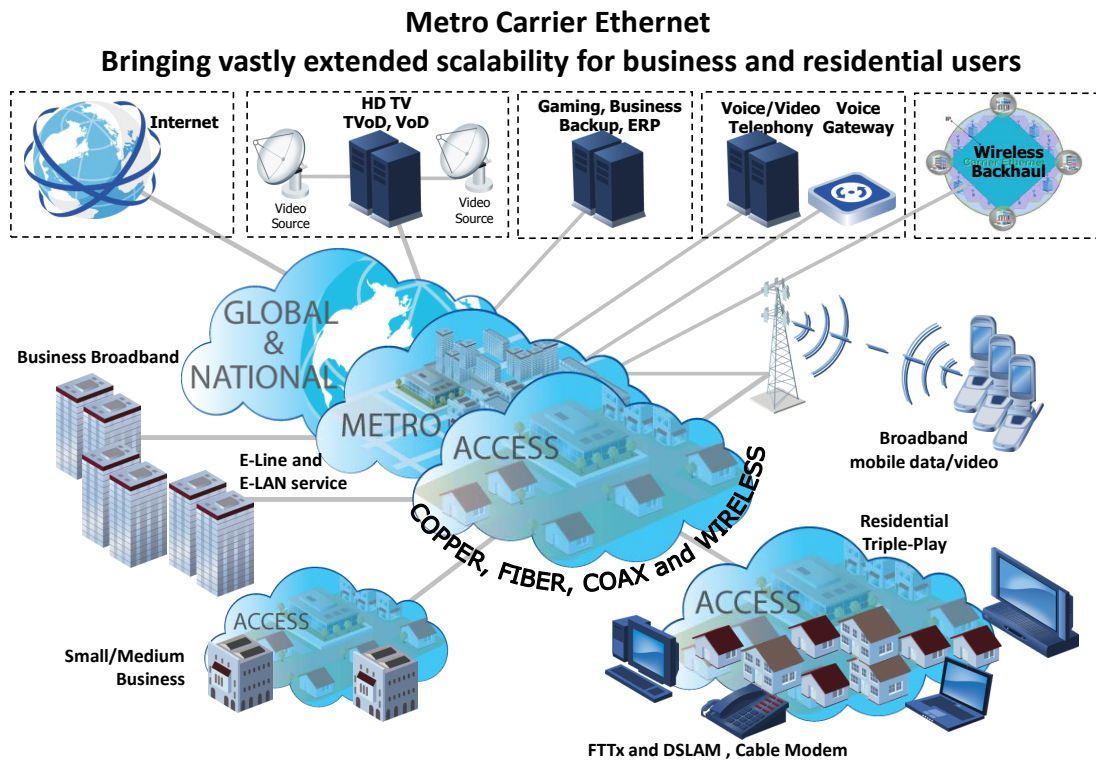 Metro Carrier Ethernet
Bringing vastly extended scalability for business and residential users
Internet
HD TV
TVoD, VoD
Video
Source
Video
Source
Gaming, Business
Backup, ERP
Voice/Video
Telephony
Voice
Gateway
Wireless
Backhaul
GLOBAL
&
NATIONAL
METRO
ACCESS
Business Broadband
E-Line and
E-LAN service
COPPER, FIBER, COAX and WIRELESS
Broadband
mobile data/video
Residential
Triple-Play
ACCESS
Small/Medium
Business
ACCESS
FTTx and DSLAM , Cable Modem